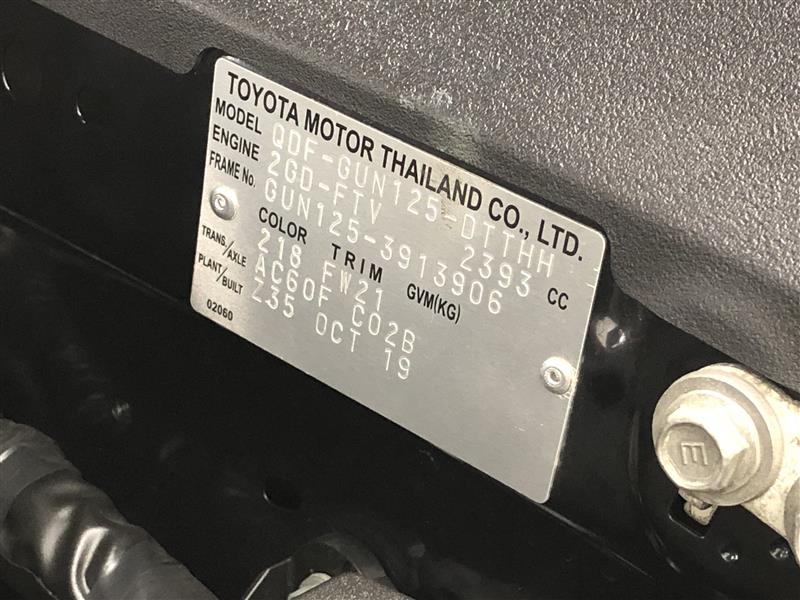 TOYOTA MOTOR THAILAND CO., LTD.
MODEL QDF-GUN125-DTTHH
ENGINE 2GD-FTV 2393 CC
FRAME No. GUN125-3913906
COLOR TRIM GVM(KG)
218 FW21
TRANS./AXLE AC60F C02B
PLANT/BUILT Z35 OCT 19
02060
E